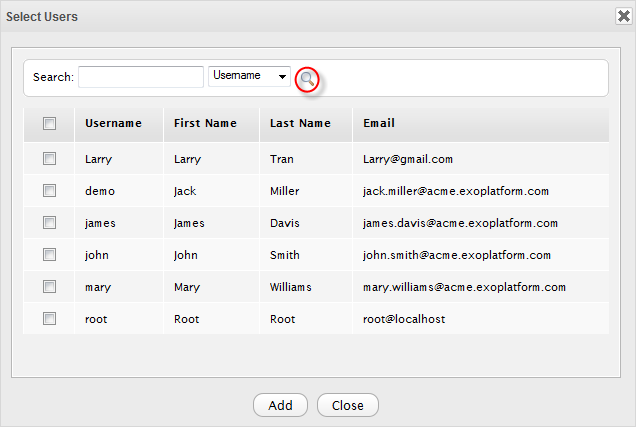 Select Users
Search: Username
Username First Name Last Name Email
Larry Larry Tran Larry@gmail.com
demo Jack Miller jack.miller@acme.exoplatform.com
james James Davis james.davis@acme.exoplatform.com
john John Smith john.smith@acme.exoplatform.com
mary Mary Williams mary.williams@acme.exoplatform.com
root Root Root root@localhost
Add Close